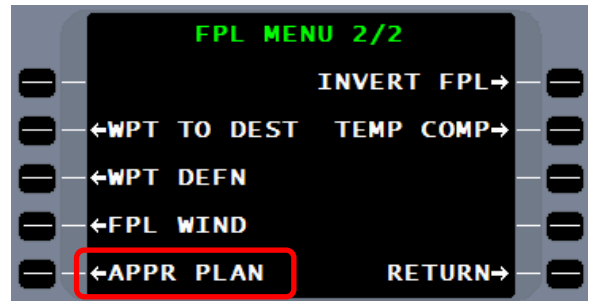 FPL MENU 2/2
INVERT FPL→
←WPT TO DEST TEMP COMP→
←WPT DEFN
←FPL WIND
←APPR PLAN RETURN→